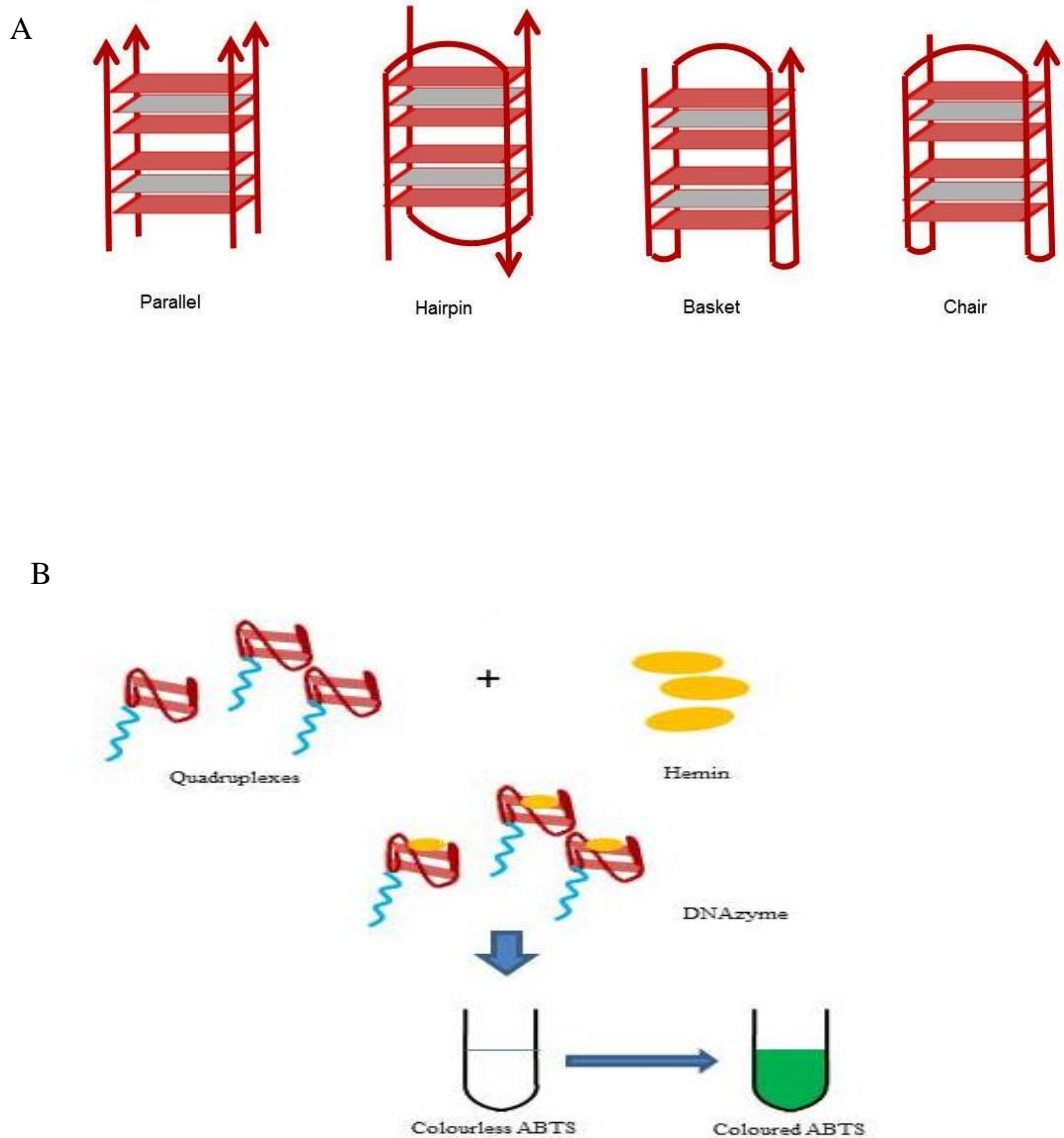 A
Parallel
Hairpin
Basket
Chair
B
+
Quadruplexes
Hemin
DNAzyme
Colourless ABTS
Coloured ABTS